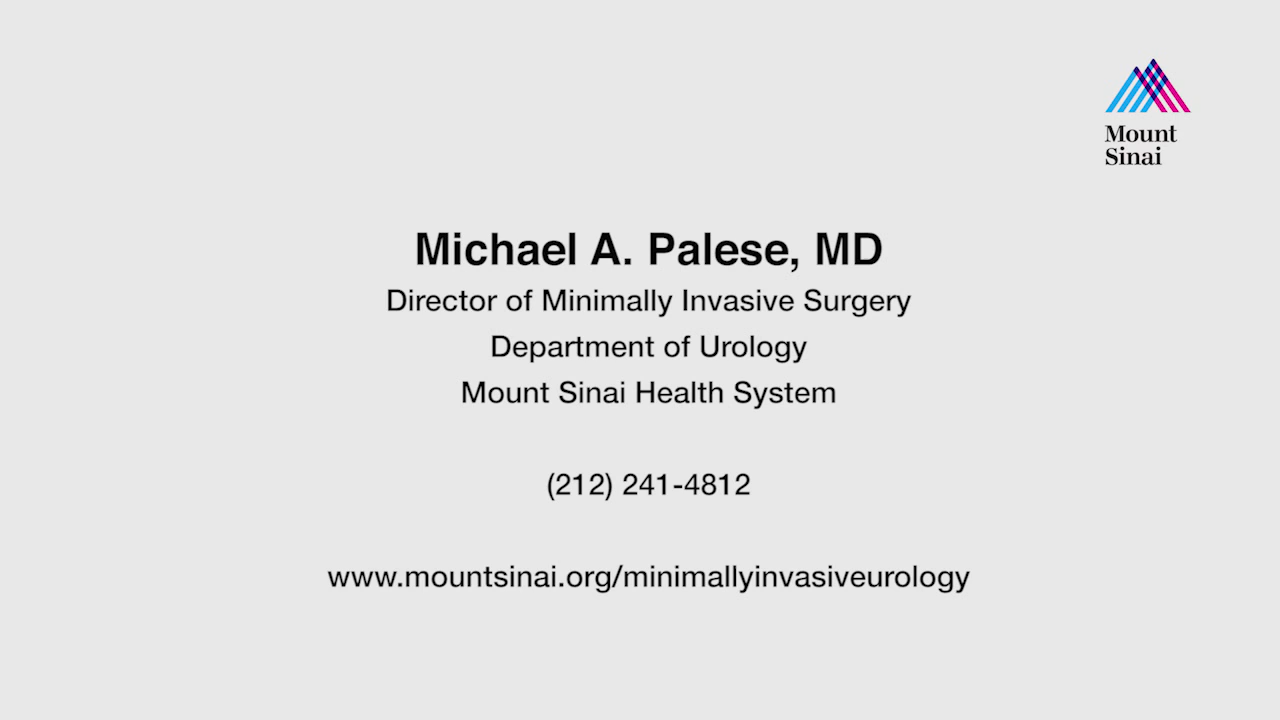 Mount
Sinai
Michael A. Palese, MD
Director of Minimally Invasive Surgery
Department of Urology
Mount Sinai Health System
(212) 241-4812
www.mountsinai.org/minimallyinvasiveurology